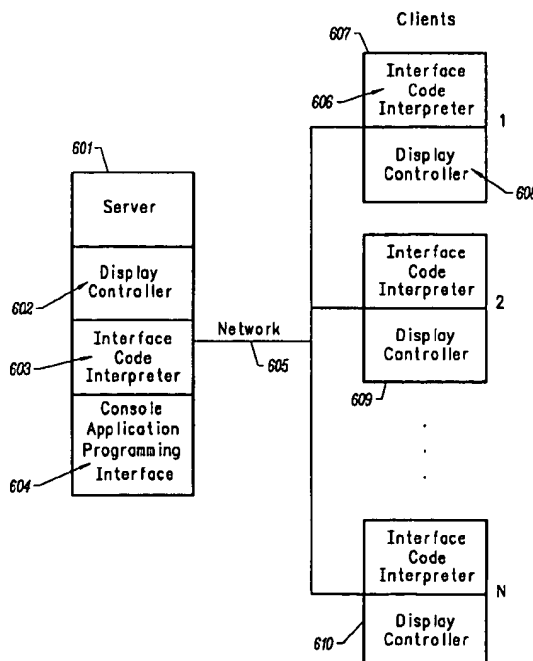 Clients
607
Interface
606
Code
Interpreter
1
Display
Controller
608
601
Server
Display
Controller
602
Interface
Code
Interpreter
603
Console
Application
Programming
Interface
604
Network
605
Interface
Code
Interpreter
2
Display
Controller
609
.
.
.
Interface
Code
Interpreter
N
Display
Controller
610